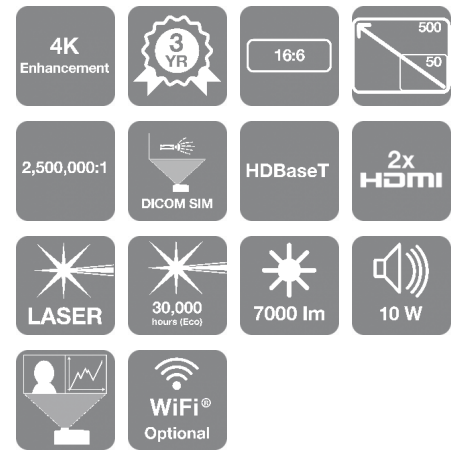 4K
Enhancement
3
YR
16:6
500
50
2,500,000:1
DICOM SIM
HDBaseT
2x
HDMI
LASER
30,000
hours (Eco)
7000 lm
10 W
WiFi®
Optional